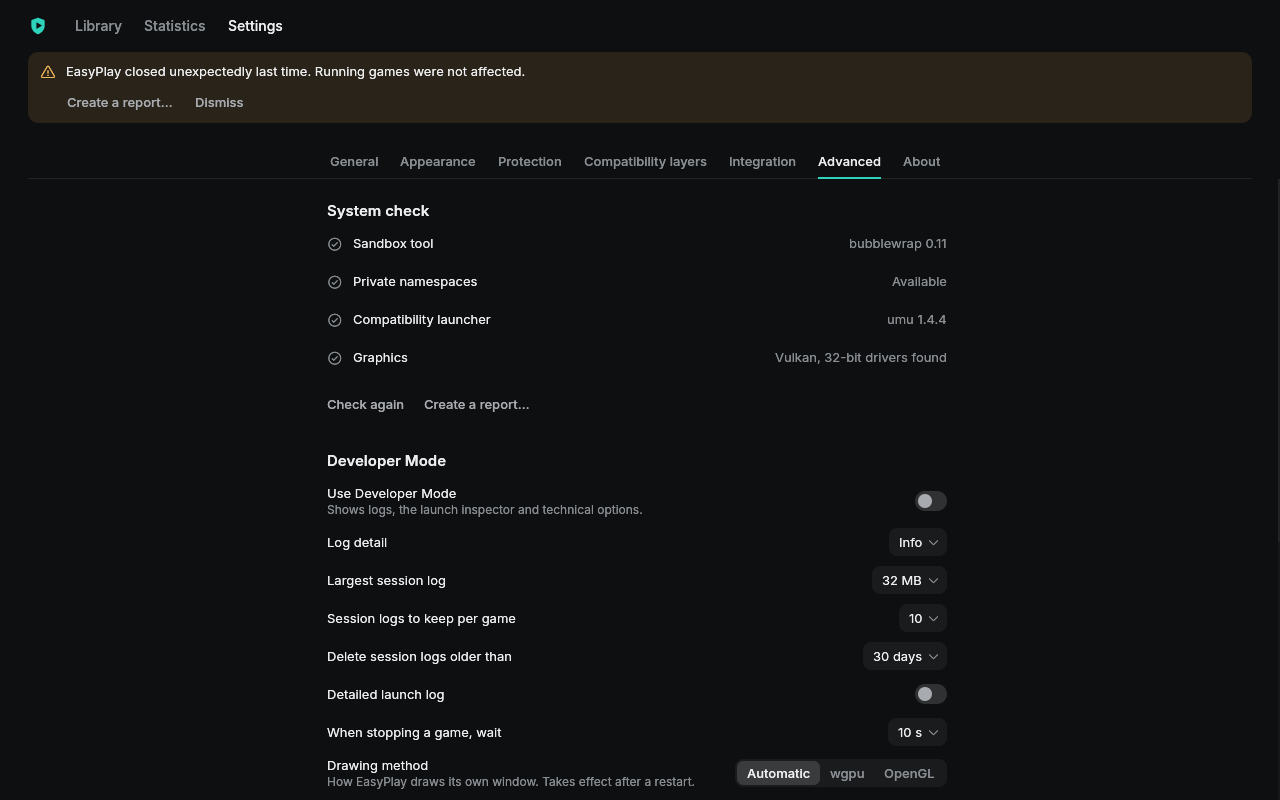 Library Statistics Settings
EasyPlay closed unexpectedly last time. Running games were not affected.
Create a report... Dismiss
General Appearance Protection Compatibility layers Integration Advanced About
System check
Sandbox tool bubblewrap 0.11
Private namespaces Available
Compatibility launcher umu 1.4.4
Graphics Vulkan, 32-bit drivers found
Check again Create a report...
Developer Mode
Use Developer Mode
Shows logs, the launch inspector and technical options.
Log detail Info
Largest session log 32 MB
Session logs to keep per game 10
Delete session logs older than 30 days
Detailed launch log
When stopping a game, wait 10 s
Drawing method
How EasyPlay draws its own window. Takes effect after a restart.
Automatic wgpu OpenGL